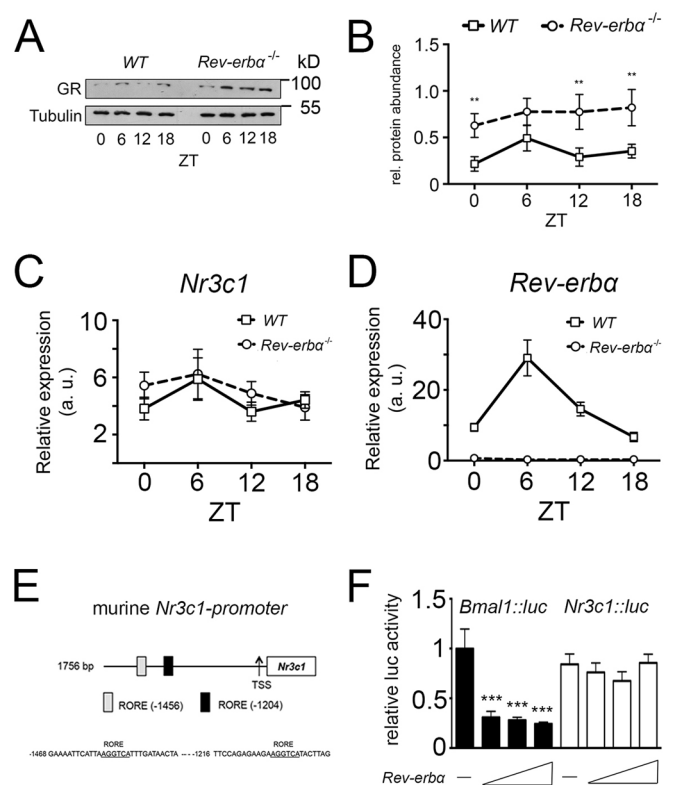 A
WT Rev-erbα -/- kD
GR 100
Tubulin 55
0 6 12 18 0 6 12 18
ZT
B
WT Rev-erbα-/-
rel. protein abundance
1.5
1.0
0.5
0
** ** **
0 6 12 18
ZT
C
Nr3c1
Relative expression
(a. u.)
10
6
2
WT
Rev-erbα-/-
0 6 12 18
ZT
D
Rev-erbα
Relative expression
(a. u.)
40
20
0
WT
Rev-erbα-/-
0 6 12 18
ZT
E
murine Nr3c1-promoter
1756 bp Nr3c1
TSS
RORE (-1456) RORE (-1204)
RORE RORE
-1468 GAAAATTCATTAAGGTCATTTGATAACTA ---- -1216 TTCCAGAGAAGAAGGTCATACTTAG
F
relative luc activity
1.5
1
0.5
0
Bmal1::luc Nr3c1::luc
*** *** ***
Rev-erbα — —